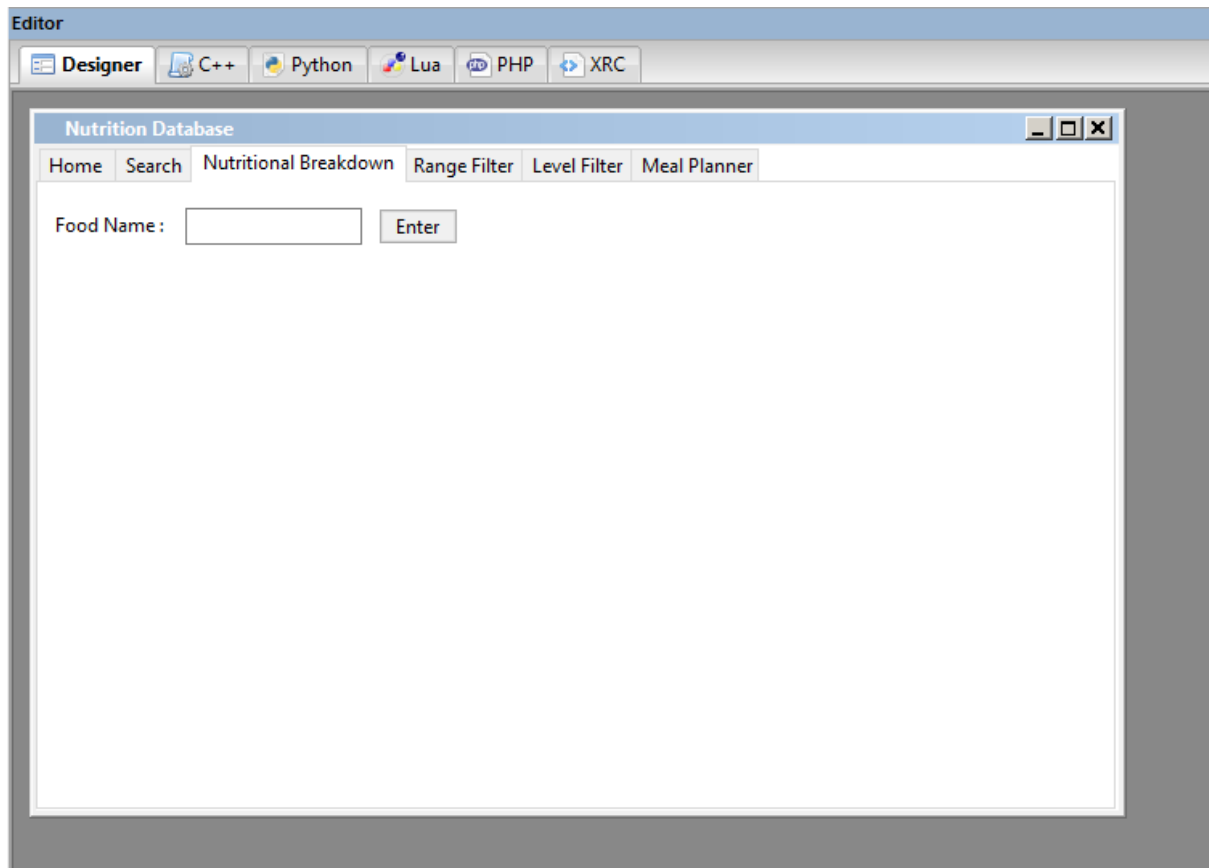 Editor
Designer C++ Python Lua PHP XRC
Nutrition Database
Home Search Nutritional Breakdown Range Filter Level Filter Meal Planner
Food Name : Enter